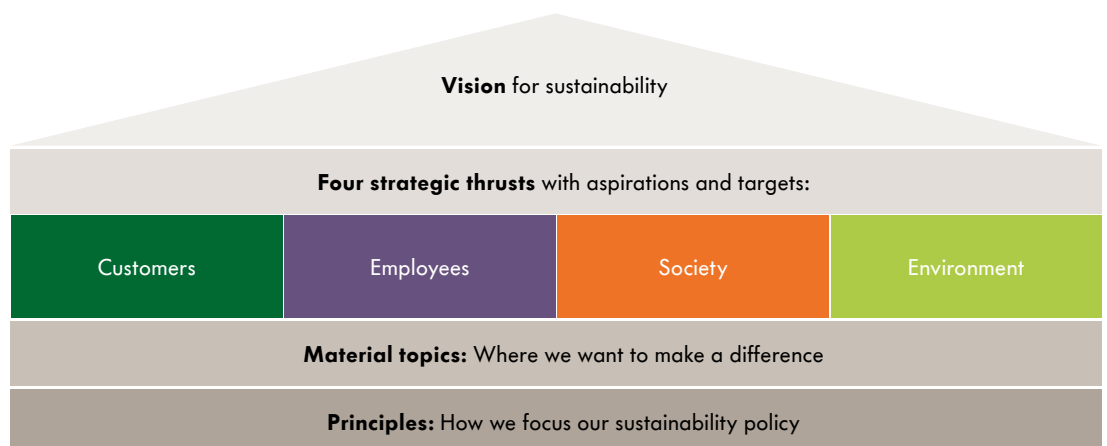 Vision for sustainability
Four strategic thrusts with aspirations and targets:
Customers
Employees
Society
Environment
Material topics: Where we want to make a difference
Principles: How we focus our sustainability policy